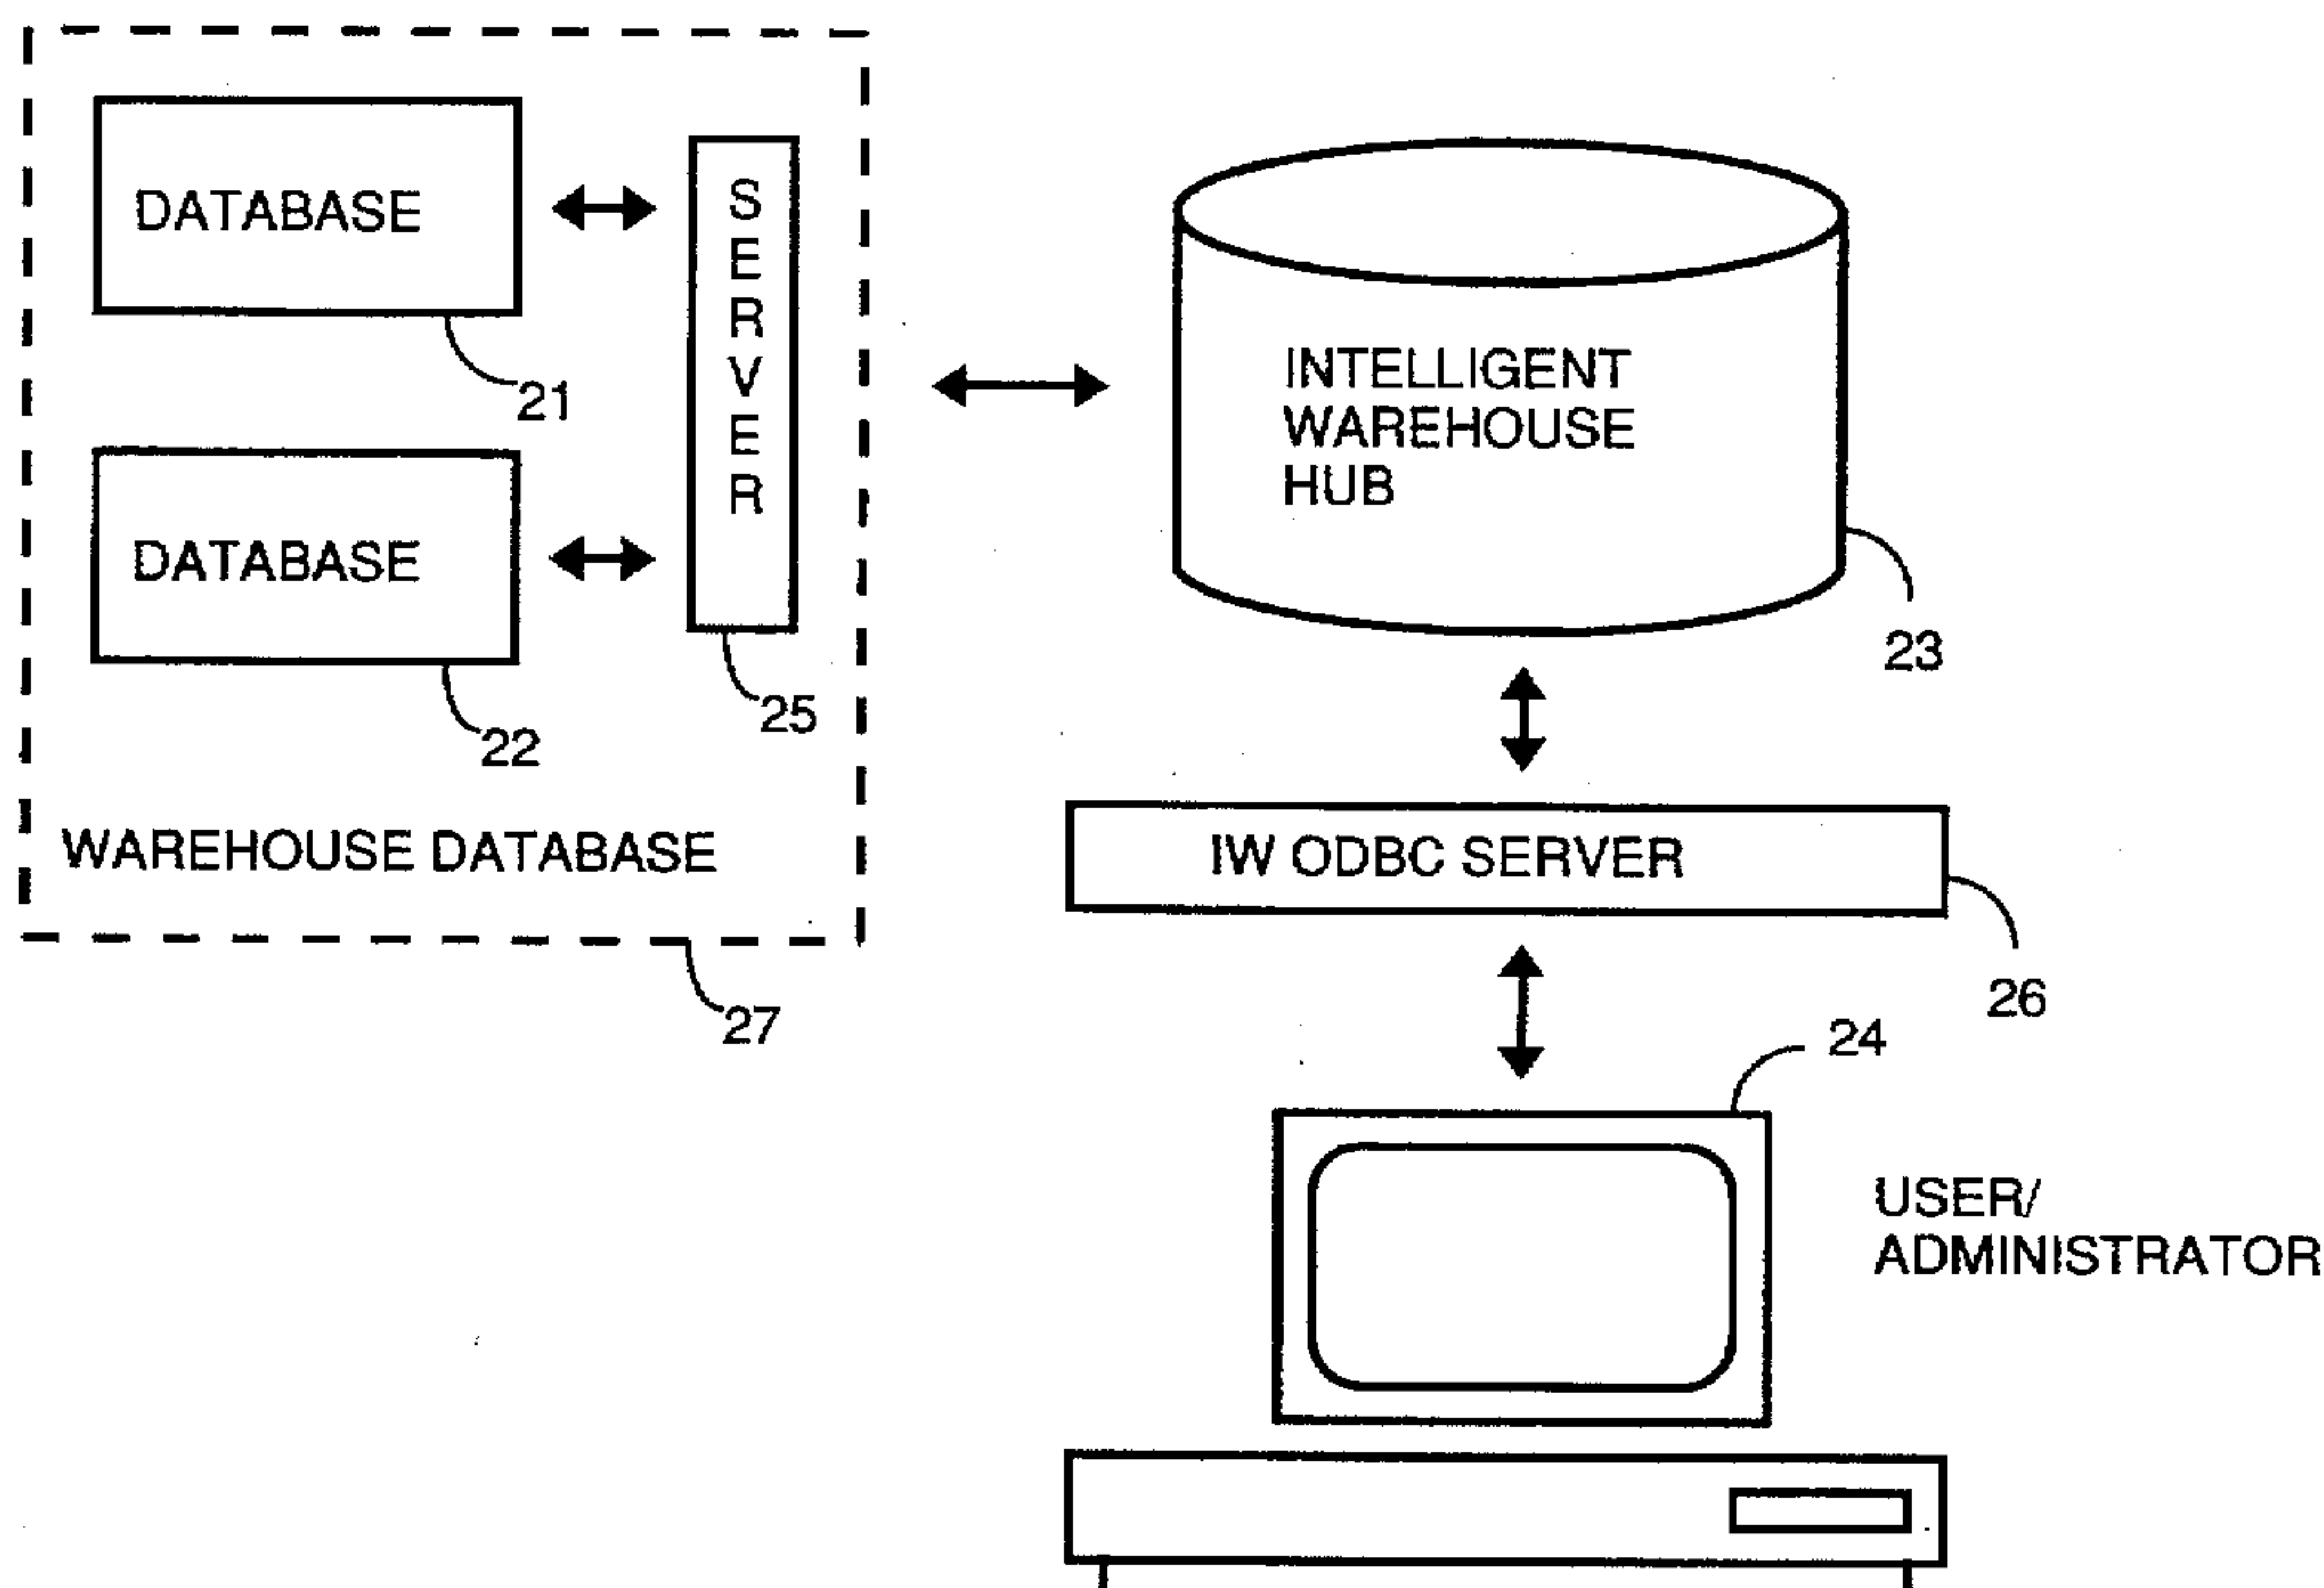 DATABASE
21
DATABASE
22
S
E
R
V
E
R
25
WAREHOUSE DATABASE
27
INTELLIGENT
WAREHOUSE
HUB
23
IW ODBC SERVER
26
24
USER/
ADMINISTRATOR